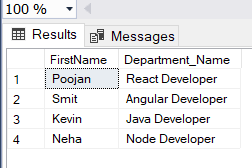 100 %
Results Messages
FirstName Department_Name
1 Poojan React Developer
2 Smit Angular Developer
3 Kevin Java Developer
4 Neha Node Developer